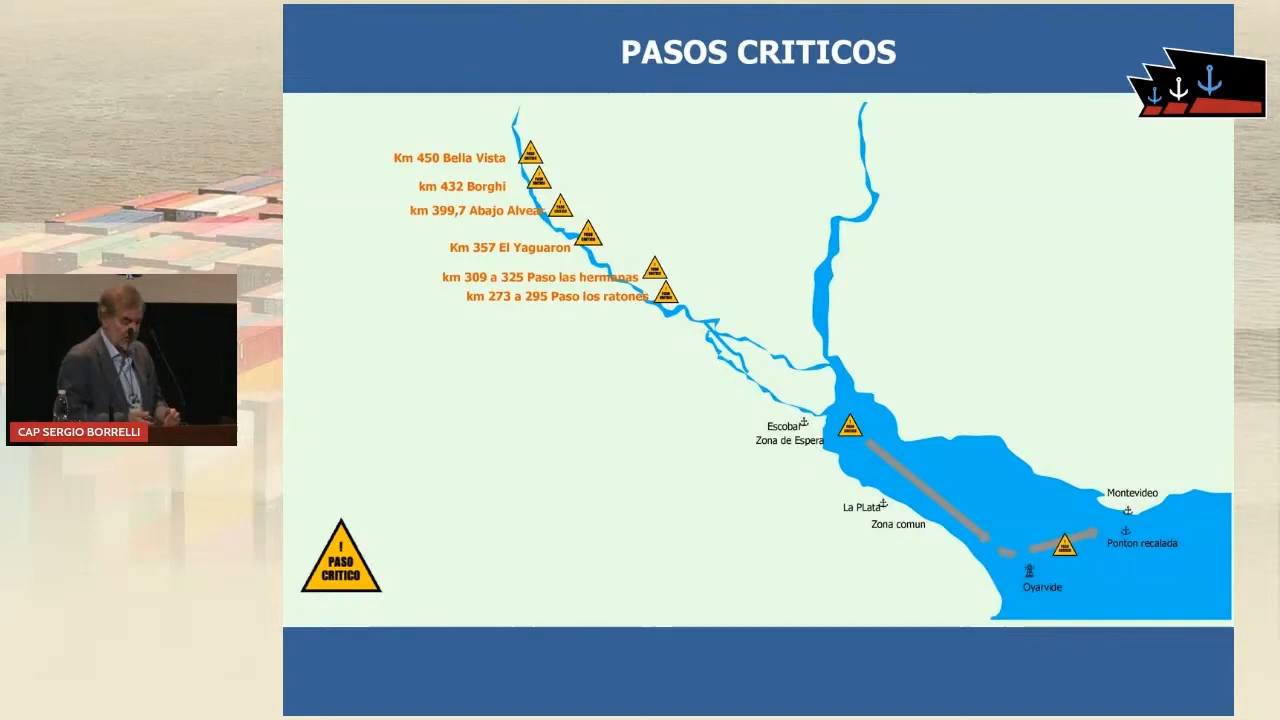 PASOS CRITICOS
Km 450 Bella Vista
km 432 Borghi
km 399,7 Abajo Alvear
Km 357 El Yaguaron
km 309 a 325 Paso las hermanas
km 273 a 295 Paso los ratones
Escobar
Zona de Espera
La PLata
Zona comun
Montevideo
Ponton recalada
Oyarvide
!
PASO
CRITICO
CAP SERGIO BORRELLI